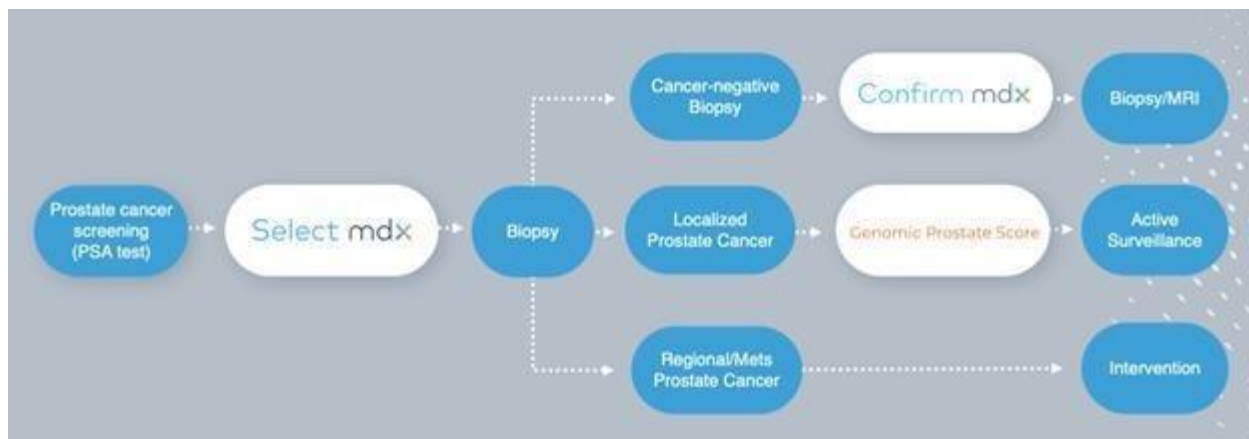 Prostate cancer
screening
(PSA test)
Select mdx
Biopsy
Cancer-negative
Biopsy
Confirm mdx
Biopsy/MRI
Localized
Prostate Cancer
Genomic Prostate Score
Active
Surveillance
Regional/Mets
Prostate Cancer
Intervention